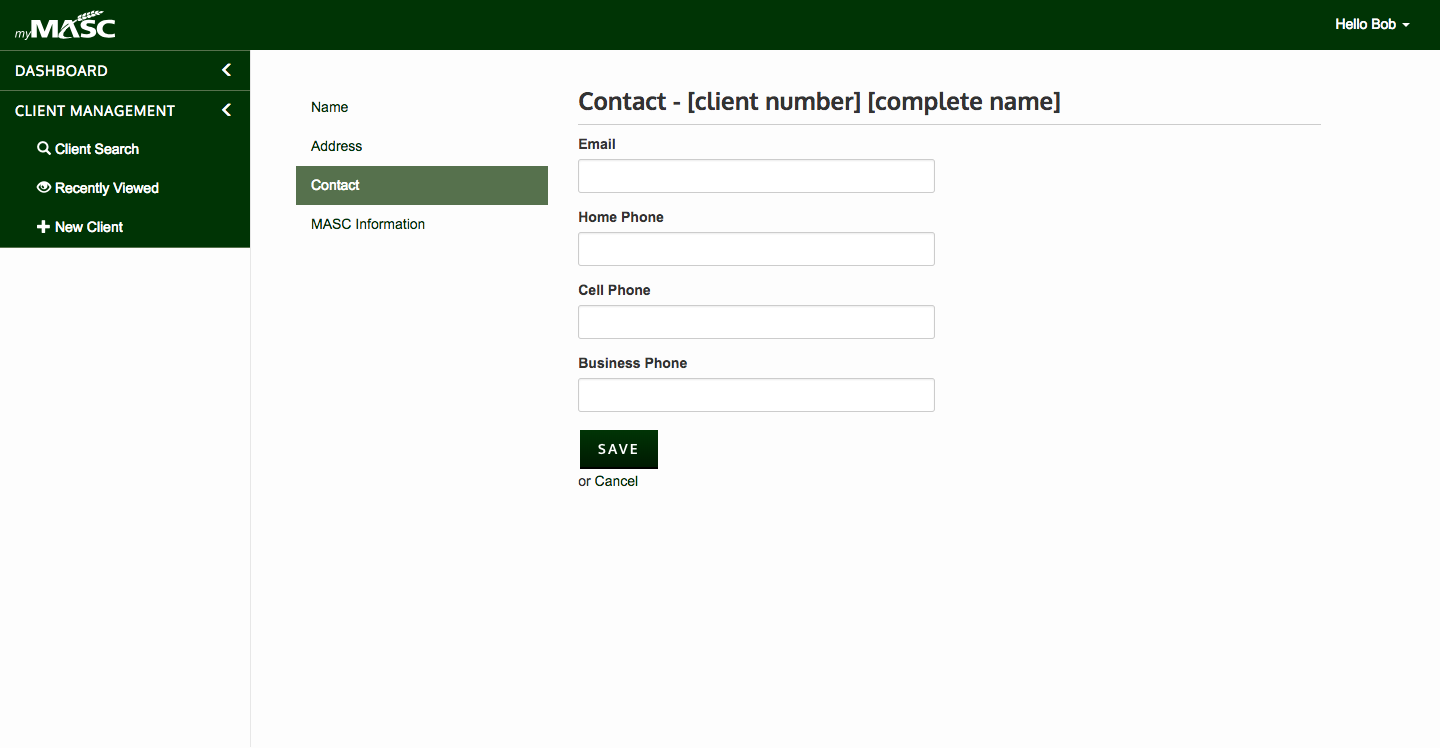 myMASC
Hello Bob
DASHBOARD
CLIENT MANAGEMENT
Client Search
Recently Viewed
New Client
Name
Address
Contact
MASC Information
Contact - [client number] [complete name]
Email
Home Phone
Cell Phone
Business Phone
SAVE
or Cancel